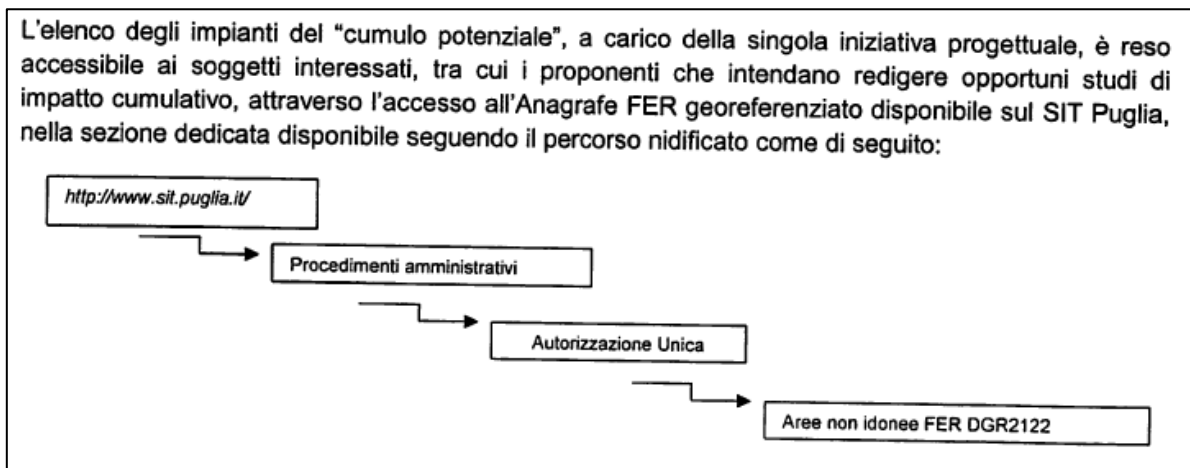 L'elenco degli impianti del “cumulo potenziale”, a carico della singola iniziativa progettuale, è reso
accessibile ai soggetti interessati, tra cui i proponenti che intendano redigere opportuni studi di
impatto cumulativo, attraverso l'accesso all'Anagrafe FER georeferenziato disponibile sul SIT Puglia,
nella sezione dedicata disponibile seguendo il percorso nidificato come di seguito:
http://www.sit.puglia.it/
Procedimenti amministrativi
Autorizzazione Unica
Aree non idonee FER DGR2122